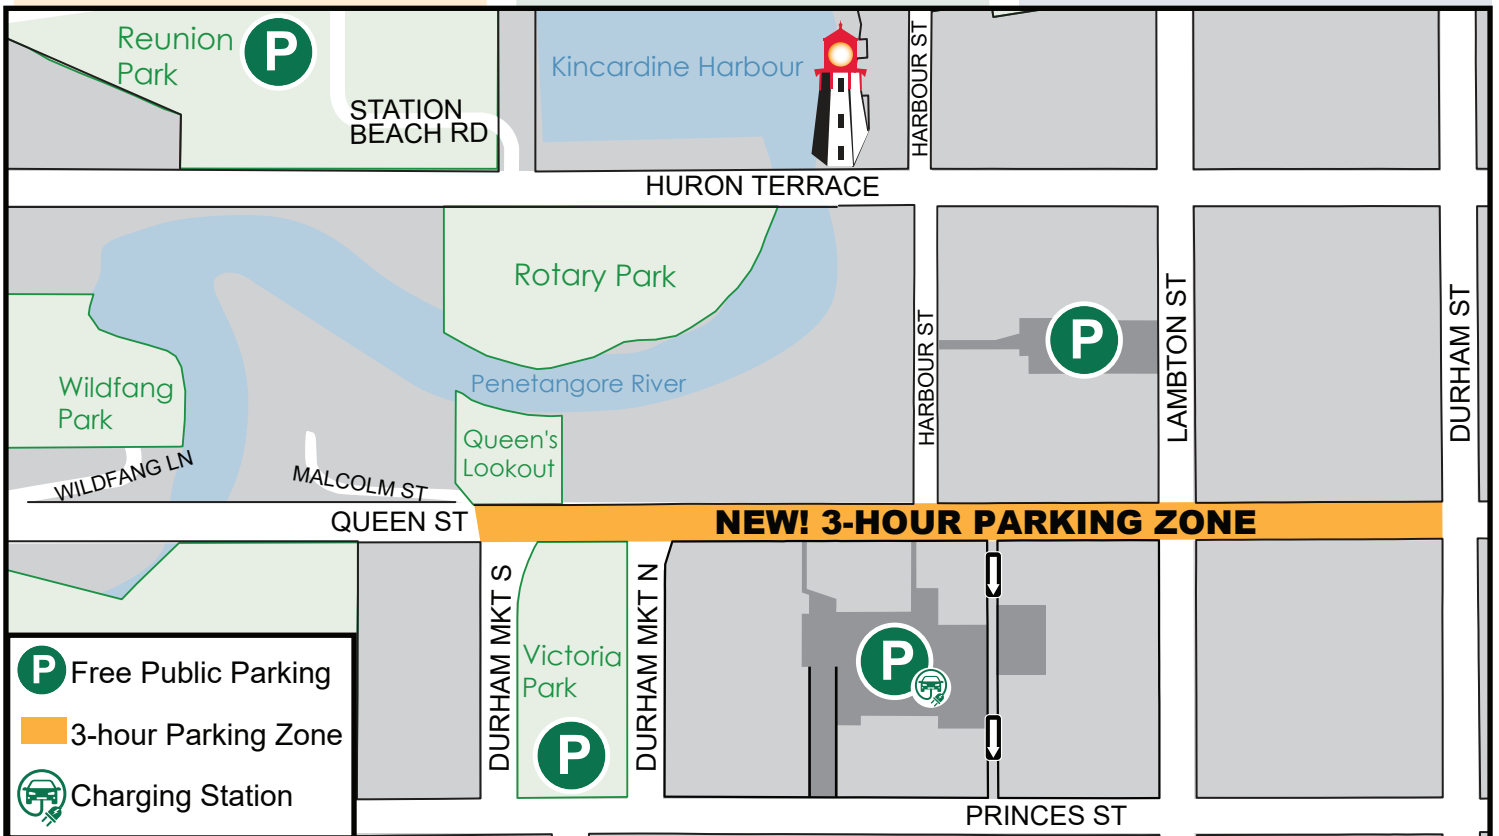 Reunion
Park
P
STATION
BEACH RD
Kincardine Harbour
HARBOUR ST
HURON TERRACE
Rotary Park
Penetangore River
Wildfang
Park
Queen's
Lookout
HARBOUR ST
P
LAMBTON ST
DURHAM ST
WILDFANG LN
MALCOLM ST
QUEEN ST
NEW! 3-HOUR PARKING ZONE
DURHAM MKT S
Victoria
Park
P
DURHAM MKT N
P
PRINCES ST
P Free Public Parking
3-hour Parking Zone
Charging Station